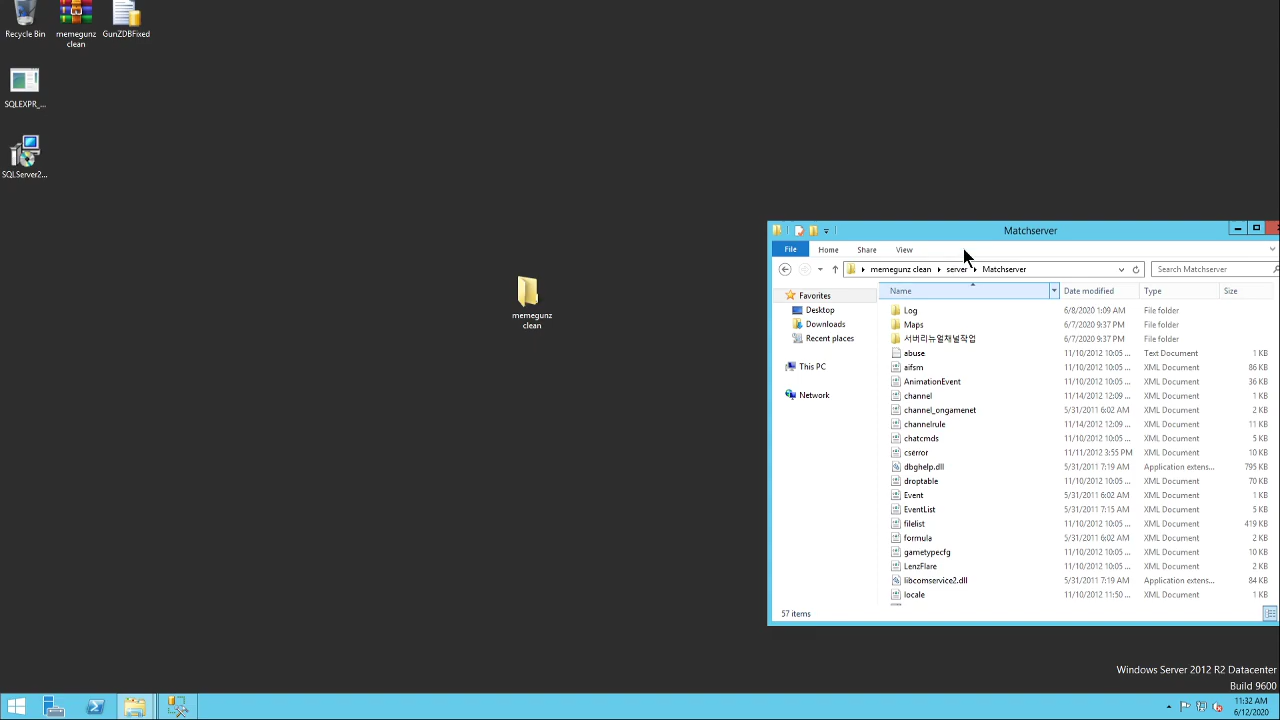 Recycle Bin
memegunz
clean
GunZDBFixed
SQLEXPR_...
SQLServer2...
memegunz
clean
Matchserver
File
Home
Share
View
memegunz clean
server
Matchserver
Search Matchserver
Favorites
Desktop
Downloads
Recent places
This PC
Network
Name Date modified Type Size
Log 6/8/2020 1:09 AM File folder
Maps 6/7/2020 9:37 PM File folder
서버리뉴얼채널작업 6/7/2020 9:37 PM File folder
abuse 11/10/2012 10:05 ... Text Document 1 KB
aifsm 11/10/2012 10:05 ... XML Document 86 KB
AnimationEvent 11/10/2012 10:05 ... XML Document 36 KB
channel 11/14/2012 12:09 ... XML Document 1 KB
channel_ongamenet 5/31/2011 6:02 AM XML Document 2 KB
channelrule 11/14/2012 12:09 ... XML Document 11 KB
chatcmds 11/10/2012 10:05 ... XML Document 5 KB
cserror 11/11/2012 3:55 PM XML Document 10 KB
dbghelp.dll 5/31/2011 7:19 AM Application extens... 795 KB
droptable 11/10/2012 10:05 ... XML Document 70 KB
Event 5/31/2011 6:02 AM XML Document 1 KB
EventList 5/31/2011 7:15 AM XML Document 5 KB
filelist 11/10/2012 10:05 ... XML Document 419 KB
formula 5/31/2011 6:02 AM XML Document 1 KB
gametypecfg 11/10/2012 10:05 ... XML Document 10 KB
LenzFlare 11/10/2012 10:05 ... XML Document 2 KB
libcomservice2.dll 5/31/2011 7:19 AM Application extens... 84 KB
locale 11/10/2012 11:50 ... XML Document 1 KB
57 items
Windows Server 2012 R2 Datacenter
Build 9600
11:32 AM
6/12/2020